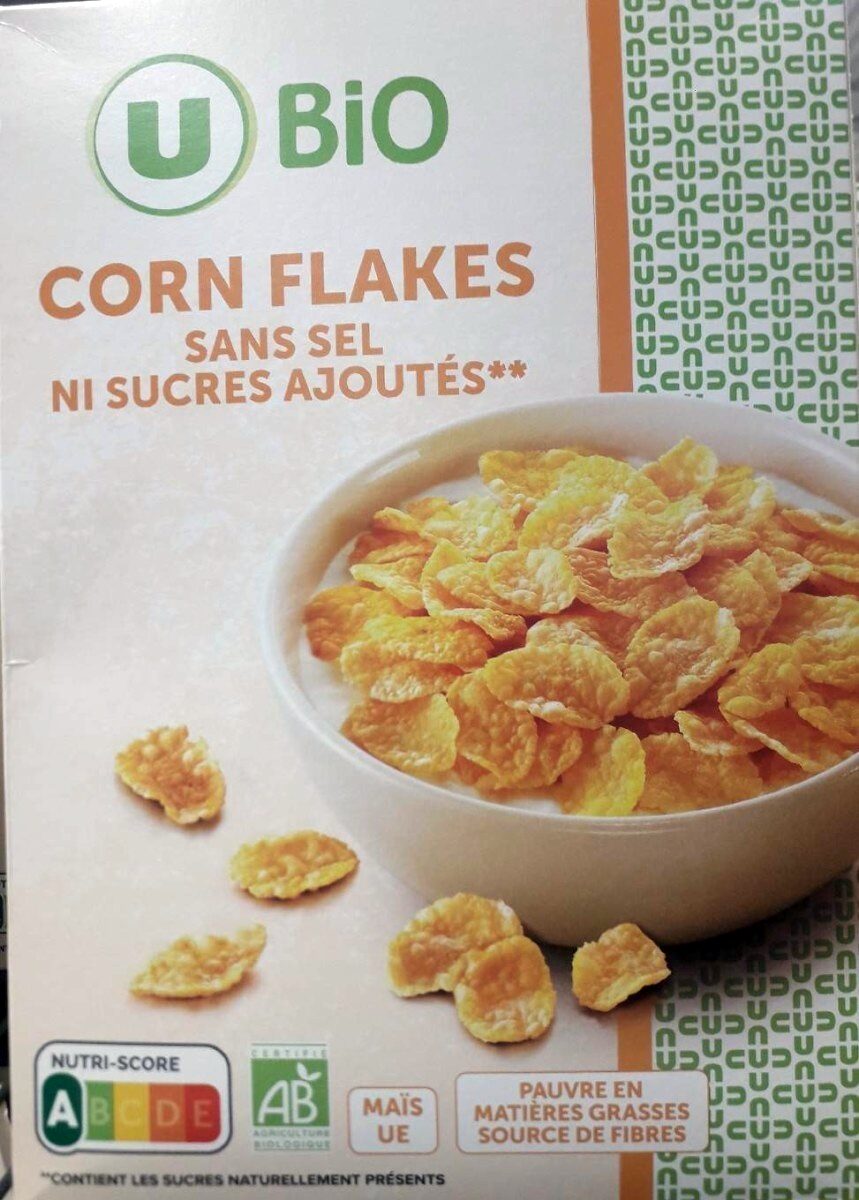 U BiO
CORN FLAKES
SANS SEL
NI SUCRES AJOUTÉS**
NUTRI-SCORE
A B C D E
CERTIFIÉ
AB
AGRICULTURE
BIOLOGIQUE
MAÏS
UE
PAUVRE EN
MATIÈRES GRASSES
SOURCE DE FIBRES
**CONTIENT LES SUCRES NATURELLEMENT PRÉSENTS